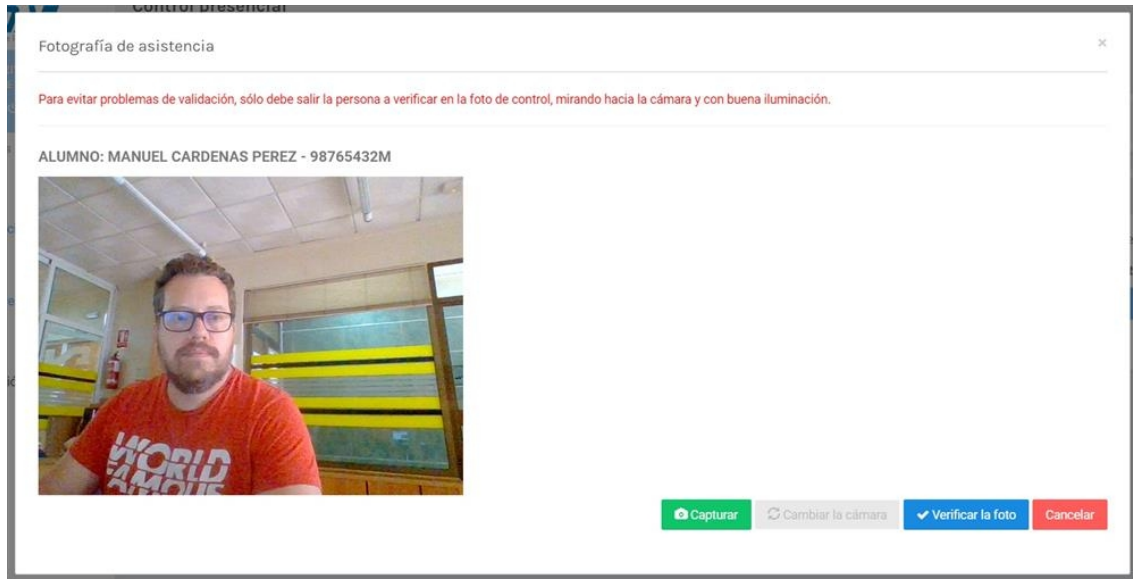 Control presencial
Fotografía de asistencia
×
Para evitar problemas de validación, sólo debe salir la persona a verificar en la foto de control, mirando hacia la cámara y con buena iluminación.
ALUMNO: MANUEL CARDENAS PEREZ - 98765432M
WORLD
FAMOUS
Capturar
Cambiar la cámara
Verificar la foto
Cancelar